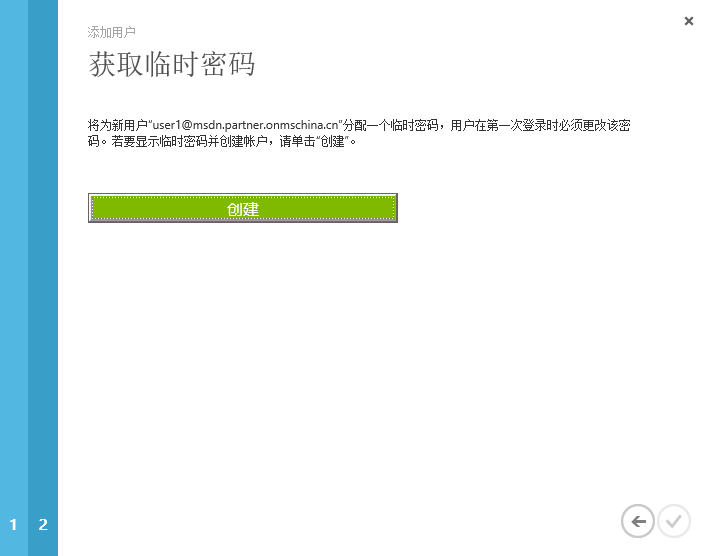 添加用户
获取临时密码
将为新用户"user1@msdn.partner.onmschina.cn"分配一个临时密码，用户在第一次登录时必须更改该密
码。若要显示临时密码并创建帐户，请单击"创建"。
创建
1 2